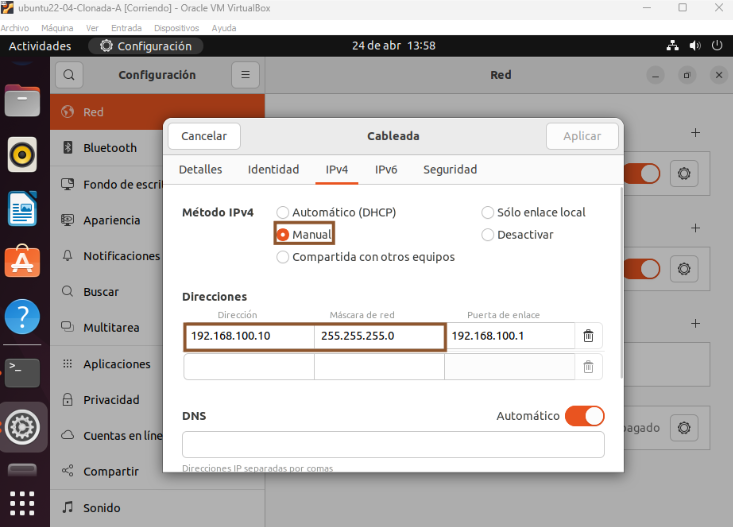 ubuntu22-04-Clonada-A [Corriendo] - Oracle VM VirtualBox
Archivo Máquina Ver Entrada Dispositivos Ayuda
Actividades Configuración 24 de abr 13:58
Configuración Red
Red
Bluetooth
Fondo de escri
Apariencia
Notificaciones
Buscar
Multitarea
Aplicaciones
Privacidad
Cuentas en líne
Compartir
Sonido
Cancelar Cableada Aplicar
Detalles Identidad IPv4 IPv6 Seguridad
Método IPv4 Automático (DHCP) Sólo enlace local
Manual Desactivar
Compartida con otros equipos
Direcciones
Dirección Máscara de red Puerta de enlace
192.168.100.10 255.255.255.0 192.168.100.1
DNS Automático
Direcciones IP separadas por comas
pagado